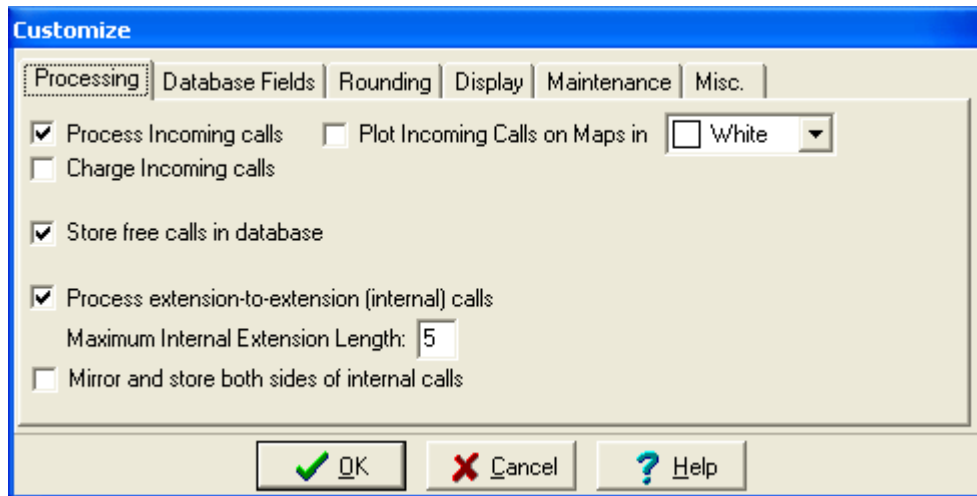 Customize
Processing Database Fields Rounding Display Maintenance Misc.
Process Incoming calls Plot Incoming Calls on Maps in White
Charge Incoming calls
Store free calls in database
Process extension-to-extension (internal) calls
Maximum Internal Extension Length: 5
Mirror and store both sides of internal calls
OK Cancel Help